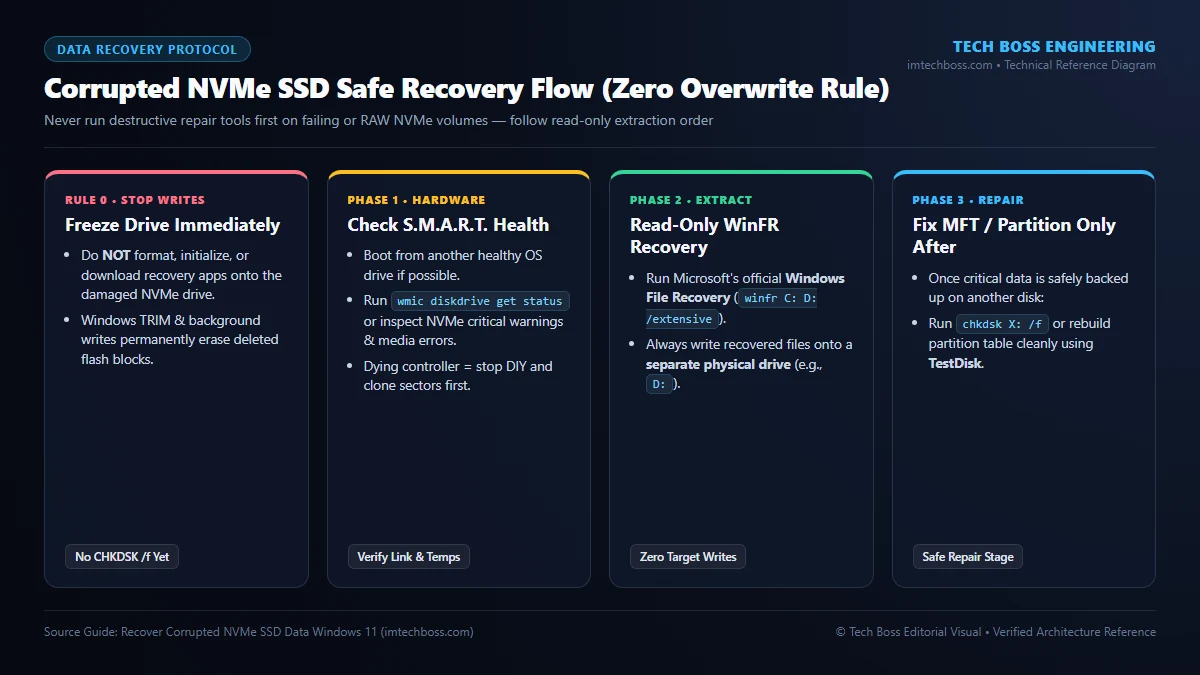 DATA RECOVERY PROTOCOL
TECH BOSS ENGINEERING
imtechboss.com • Technical Reference Diagram
Corrupted NVMe SSD Safe Recovery Flow (Zero Overwrite Rule)
Never run destructive repair tools first on failing or RAW NVMe volumes — follow read-only extraction order
RULE 0 • STOP WRITES
Freeze Drive Immediately
• Do NOT format, initialize, or
download recovery apps onto the
damaged NVMe drive.
• Windows TRIM & background
writes permanently erase deleted
flash blocks.
No CHKDSK /f Yet
PHASE 1 • HARDWARE
Check S.M.A.R.T. Health
• Boot from another healthy OS
drive if possible.
• Run wmic diskdrive get status
or inspect NVMe critical warnings
& media errors.
• Dying controller = stop DIY and
clone sectors first.
Verify Link & Temps
PHASE 2 • EXTRACT
Read-Only WinFR
Recovery
• Run Microsoft's official Windows
File Recovery (winfr C: D:
/extensive).
• Always write recovered files onto a
separate physical drive (e.g.,
D:).
Zero Target Writes
PHASE 3 • REPAIR
Fix MFT / Partition Only
After
• Once critical data is safely backed
up on another disk:
• Run chkdsk X: /f or rebuild
partition table cleanly using
TestDisk.
Safe Repair Stage
Source Guide: Recover Corrupted NVMe SSD Data Windows 11 (imtechboss.com)
© Tech Boss Editorial Visual • Verified Architecture Reference